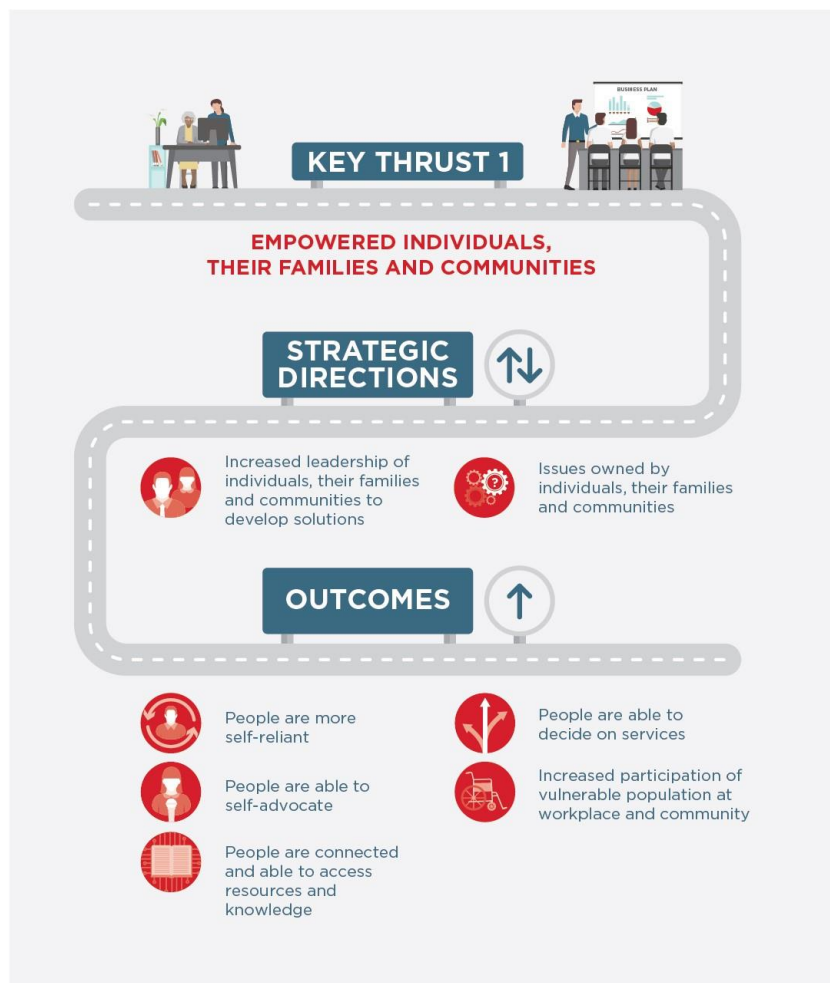 BUSINESS PLAN
KEY THRUST 1
EMPOWERED INDIVIDUALS,
THEIR FAMILIES AND COMMUNITIES
STRATEGIC
DIRECTIONS
Increased leadership of
individuals, their families
and communities to
develop solutions
?
Issues owned by
individuals, their families
and communities
OUTCOMES
People are more
self-reliant
People are able to
decide on services
People are able to
self-advocate
Increased participation of
vulnerable population at
workplace and community
People are connected
and able to access
resources and
knowledge